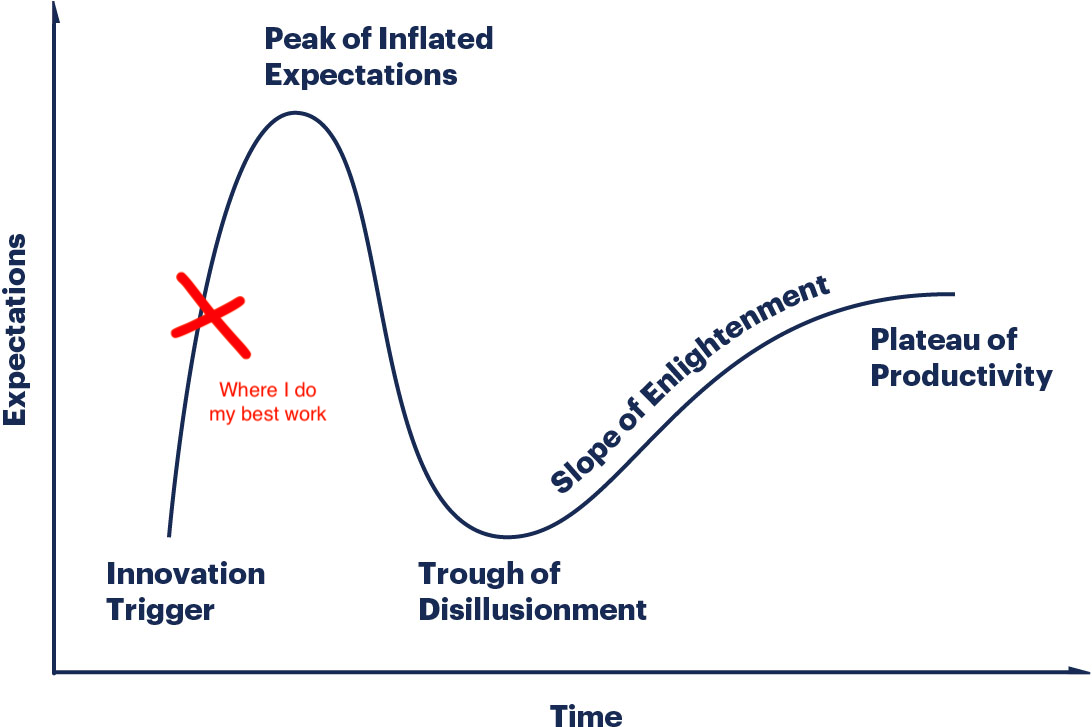 Peak of Inflated
Expectations
Expectations
Where I do
my best work
Slope of Enlightenment
Plateau of
Productivity
Innovation
Trigger
Trough of
Disillusionment
Time